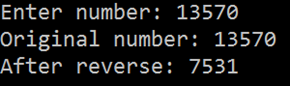 Enter number: 13570
Original number: 13570
After reverse: 7531